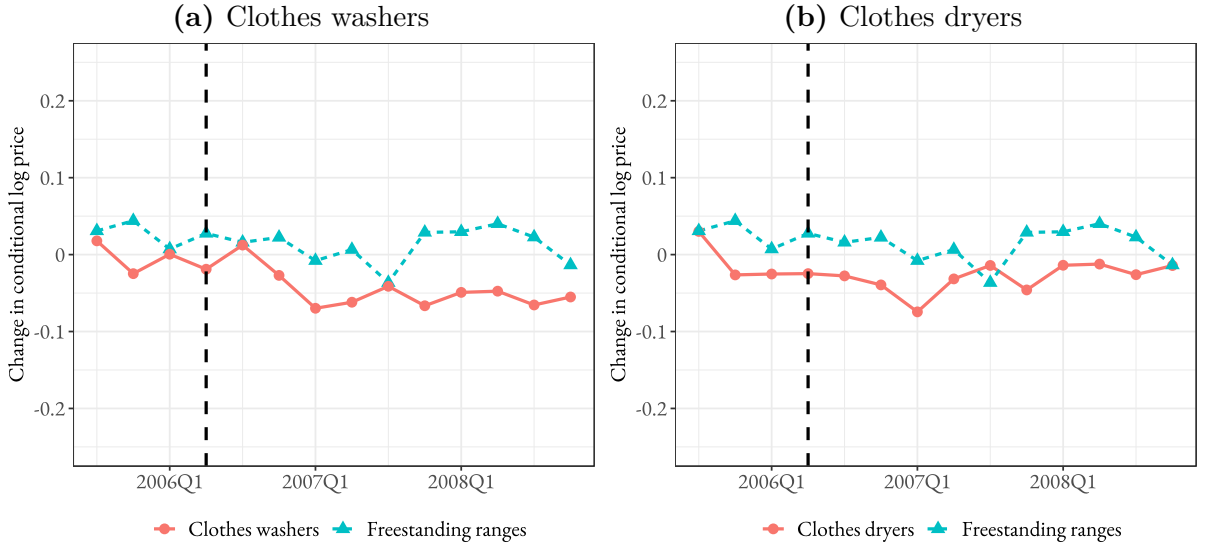 (a) Clothes washers
Change in conditional log price
0.2
0.1
0
-0.1
-0.2
2006Q1 2007Q1 2008Q1
Clothes washers Freestanding ranges
(b) Clothes dryers
Change in conditional log price
0.2
0.1
0
-0.1
-0.2
2006Q1 2007Q1 2008Q1
Clothes dryers Freestanding ranges